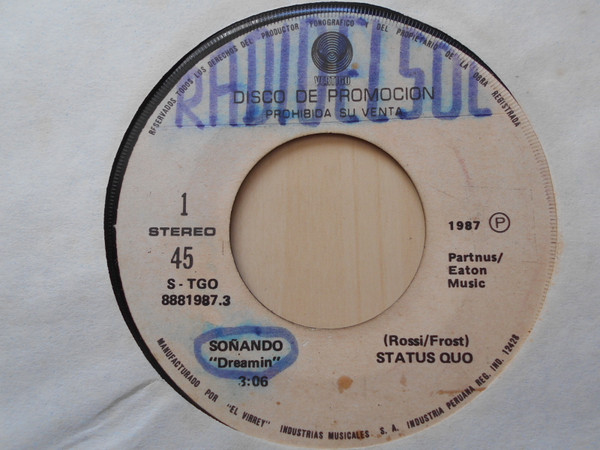 RESERVADOS TODOS LOS DERECHOS DEL PRODUCTOR FONOGRAFICO Y DEL PROPIETARIO DE LA OBRA REGISTRADA
VERTIGO
RADIO EL SOL
DISCO DE PROMOCION
PROHIBIDA SU VENTA
1
STEREO
45
S - TGO
8881987.3
1987 Ⓟ
Partnus/
Eaton
Music
SOÑANDO
"Dreamin"
3:06
(Rossi/Frost)
STATUS QUO
MANUFACTURADO POR "EL VIRREY" INDUSTRIAS MUSICALES S. A. INDUSTRIA PERUANA REG. IND. 12428